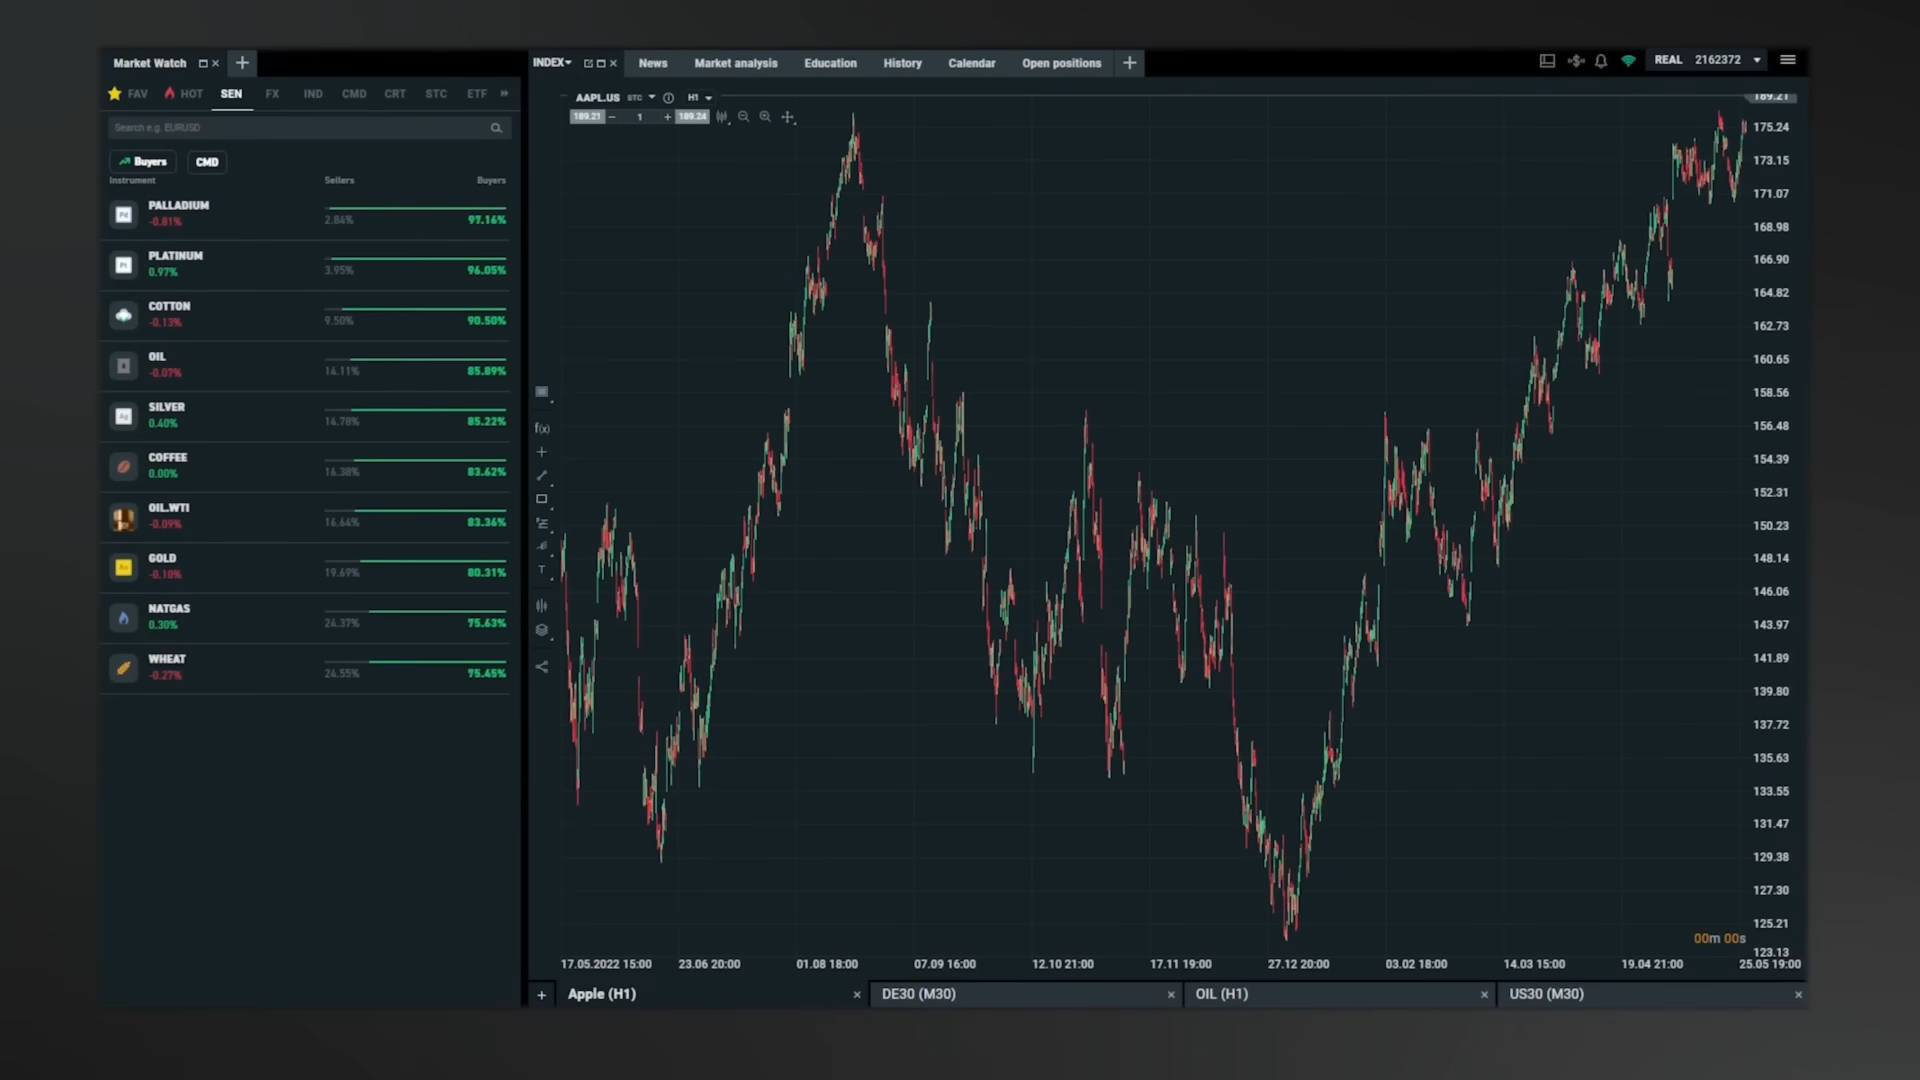 Market Watch
INDEX
News
Market analysis
Education
History
Calendar
Open positions
REAL 2162372
FAV
HOT
SEN
FX
IND
CMD
CRT
STC
ETF
Search e.g. EURUSD
Buyers
CMD
Instrument
Sellers
Buyers
PALLADIUM
-0.81%
2.84%
97.16%
PLATINUM
0.97%
3.95%
96.05%
COTTON
-0.13%
9.50%
90.50%
OIL
-0.07%
14.11%
85.89%
SILVER
0.40%
14.78%
85.22%
COFFEE
0.00%
16.38%
83.62%
OIL.WTI
-0.09%
16.64%
83.36%
GOLD
-0.10%
19.69%
80.31%
NATGAS
0.30%
24.37%
75.63%
WHEAT
-0.27%
24.55%
75.45%
AAPL.US STC
H1
189.21
1
189.24
f(x)
T
189.21
175.24
173.15
171.07
168.98
166.90
164.82
162.73
160.65
158.56
156.48
154.39
152.31
150.23
148.14
146.06
143.97
141.89
139.80
137.72
135.63
133.55
131.47
129.38
127.30
125.21
123.13
00m 00s
17.05.2022 15:00
23.06 20:00
01.08 18:00
07.09 16:00
12.10 21:00
17.11 19:00
27.12 20:00
03.02 18:00
14.03 15:00
19.04 21:00
25.05 19:00
Apple (H1)
DE30 (M30)
OIL (H1)
US30 (M30)